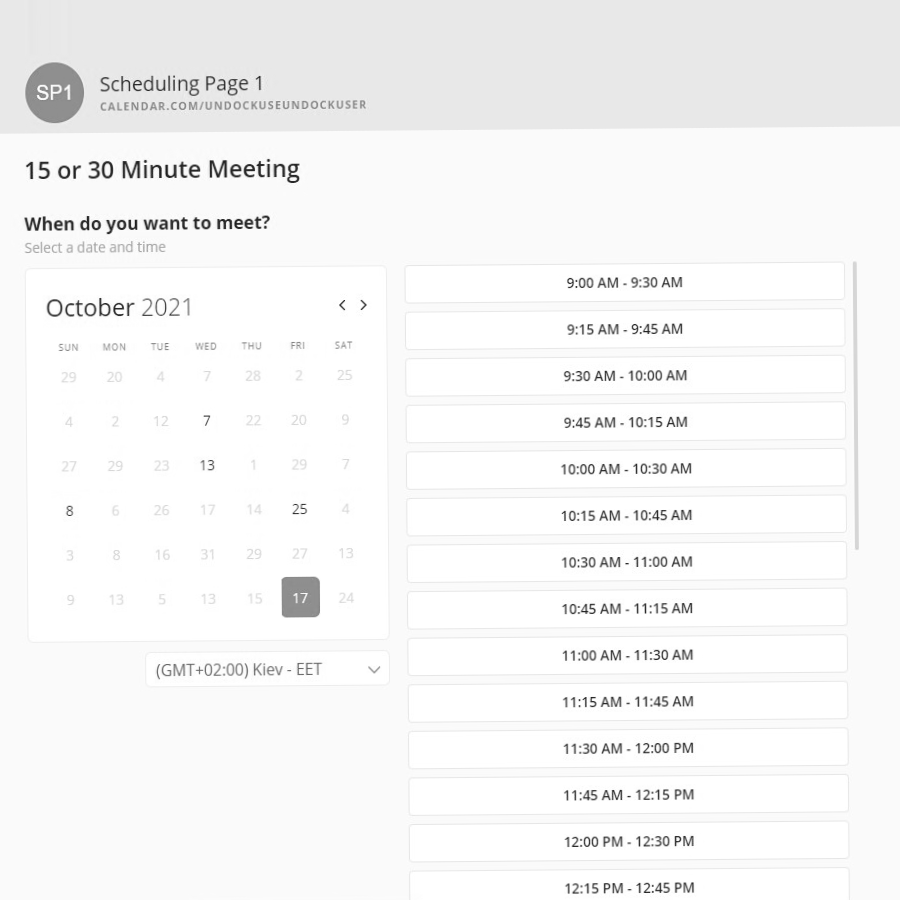 SP1
Scheduling Page 1
CALENDAR.COM/UNDOCKUSEUNDOCKUSER
15 or 30 Minute Meeting
When do you want to meet?
Select a date and time
October 2021
SUN MON TUE WED THU FRI SAT
29 20 4 7 28 2 25
4 2 12 7 22 20 9
27 29 23 13 1 29 7
8 6 26 17 14 25 4
3 8 16 31 29 27 13
9 13 5 13 15 17 24
(GMT+02:00) Kiev - EET
9:00 AM - 9:30 AM
9:15 AM - 9:45 AM
9:30 AM - 10:00 AM
9:45 AM - 10:15 AM
10:00 AM - 10:30 AM
10:15 AM - 10:45 AM
10:30 AM - 11:00 AM
10:45 AM - 11:15 AM
11:00 AM - 11:30 AM
11:15 AM - 11:45 AM
11:30 AM - 12:00 PM
11:45 AM - 12:15 PM
12:00 PM - 12:30 PM
12:15 PM - 12:45 PM